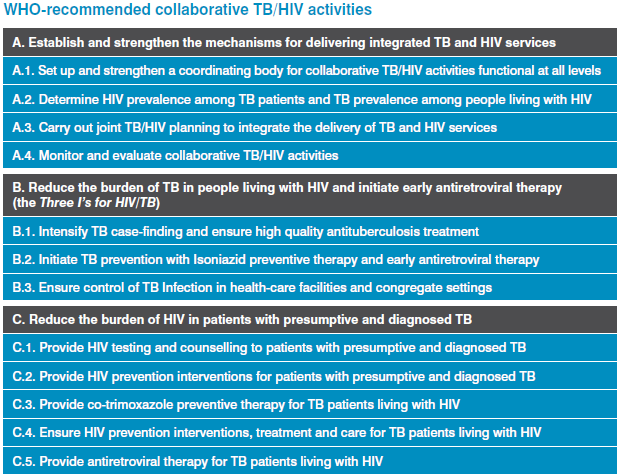 WHO-recommended collaborative TB/HIV activities
A. Establish and strengthen the mechanisms for delivering integrated TB and HIV services
A.1. Set up and strengthen a coordinating body for collaborative TB/HIV activities functional at all levels
A.2. Determine HIV prevalence among TB patients and TB prevalence among people living with HIV
A.3. Carry out joint TB/HIV planning to integrate the delivery of TB and HIV services
A.4. Monitor and evaluate collaborative TB/HIV activities
B. Reduce the burden of TB in people living with HIV and initiate early antiretroviral therapy
(the Three I's for HIV/TB)
B.1. Intensify TB case-finding and ensure high quality antituberculosis treatment
B.2. Initiate TB prevention with Isoniazid preventive therapy and early antiretroviral therapy
B.3. Ensure control of TB Infection in health-care facilities and congregate settings
C. Reduce the burden of HIV in patients with presumptive and diagnosed TB
C.1. Provide HIV testing and counselling to patients with presumptive and diagnosed TB
C.2. Provide HIV prevention interventions for patients with presumptive and diagnosed TB
C.3. Provide co-trimoxazole preventive therapy for TB patients living with HIV
C.4. Ensure HIV prevention interventions, treatment and care for TB patients living with HIV
C.5. Provide antiretroviral therapy for TB patients living with HIV